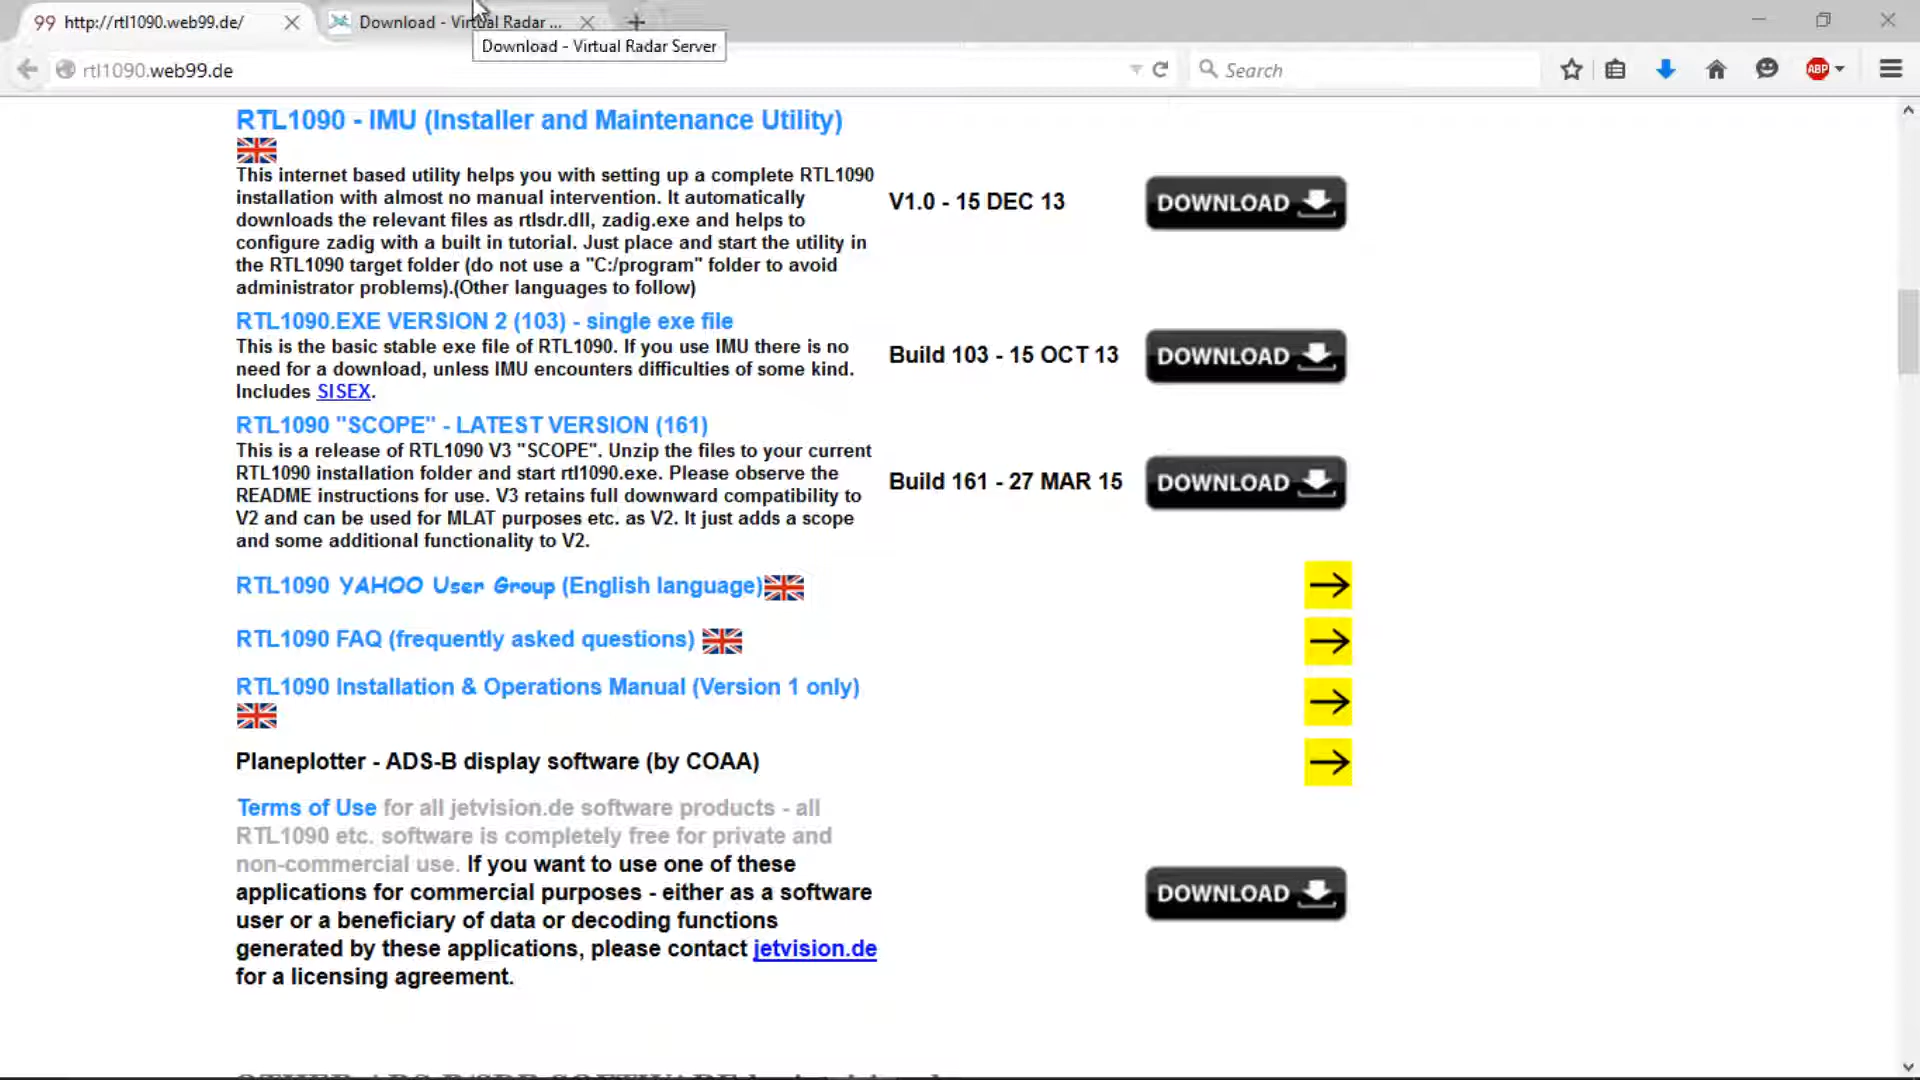 99 http://rtl1090.web99.de/
Download - Virtual Radar ...
Download - Virtual Radar Server
rtl1090.web99.de
Search
ABP
RTL1090 - IMU (Installer and Maintenance Utility)
This internet based utility helps you with setting up a complete RTL1090
installation with almost no manual intervention. It automatically
downloads the relevant files as rtlsdr.dll, zadig.exe and helps to
configure zadig with a built in tutorial. Just place and start the utility in
the RTL1090 target folder (do not use a "C:/program" folder to avoid
administrator problems).(Other languages to follow)
V1.0 - 15 DEC 13
DOWNLOAD
RTL1090.EXE VERSION 2 (103) - single exe file
This is the basic stable exe file of RTL1090. If you use IMU there is no
need for a download, unless IMU encounters difficulties of some kind.
Includes SISEX.
Build 103 - 15 OCT 13
DOWNLOAD
RTL1090 "SCOPE" - LATEST VERSION (161)
This is a release of RTL1090 V3 "SCOPE". Unzip the files to your current
RTL1090 installation folder and start rtl1090.exe. Please observe the
README instructions for use. V3 retains full downward compatibility to
V2 and can be used for MLAT purposes etc. as V2. It just adds a scope
and some additional functionality to V2.
Build 161 - 27 MAR 15
DOWNLOAD
RTL1090 YAHOO User Group (English language)
RTL1090 FAQ (frequently asked questions)
RTL1090 Installation & Operations Manual (Version 1 only)
Planeplotter - ADS-B display software (by COAA)
Terms of Use for all jetvision.de software products - all
RTL1090 etc. software is completely free for private and
non-commercial use. If you want to use one of these
applications for commercial purposes - either as a software
user or a beneficiary of data or decoding functions
generated by these applications, please contact jetvision.de
for a licensing agreement.
DOWNLOAD